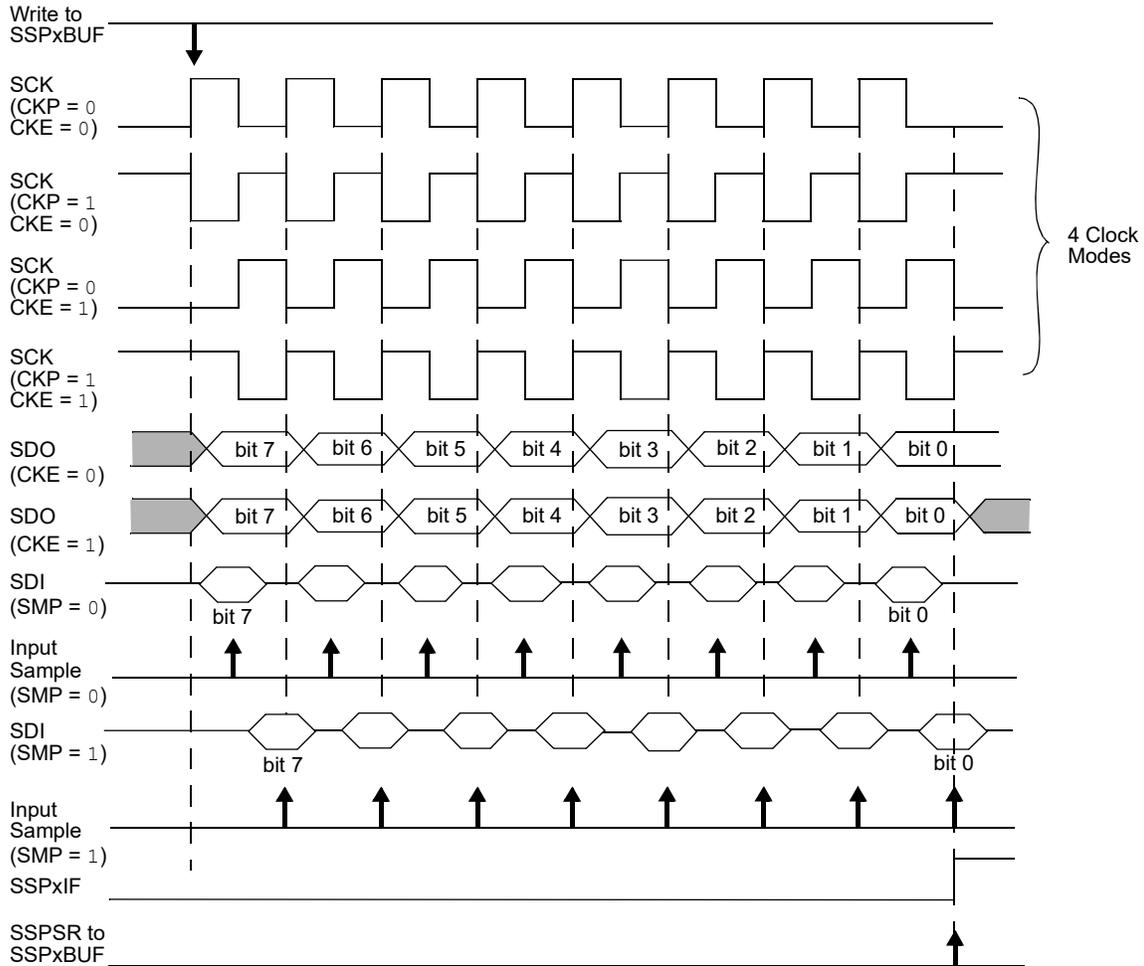 Write to
SSPxBUF
SCK
(CKP = 0
CKE = 0)
SCK
(CKP = 1
CKE = 0)
SCK
(CKP = 0
CKE = 1)
SCK
(CKP = 1
CKE = 1)
4 Clock
Modes
SDO
(CKE = 0)
bit 7 bit 6 bit 5 bit 4 bit 3 bit 2 bit 1 bit 0
SDO
(CKE = 1)
bit 7 bit 6 bit 5 bit 4 bit 3 bit 2 bit 1 bit 0
SDI
(SMP = 0)
bit 7 bit 0
Input
Sample
(SMP = 0)
SDI
(SMP = 1)
bit 7 bit 0
Input
Sample
(SMP = 1)
SSPxIF
SSPSR to
SSPxBUF